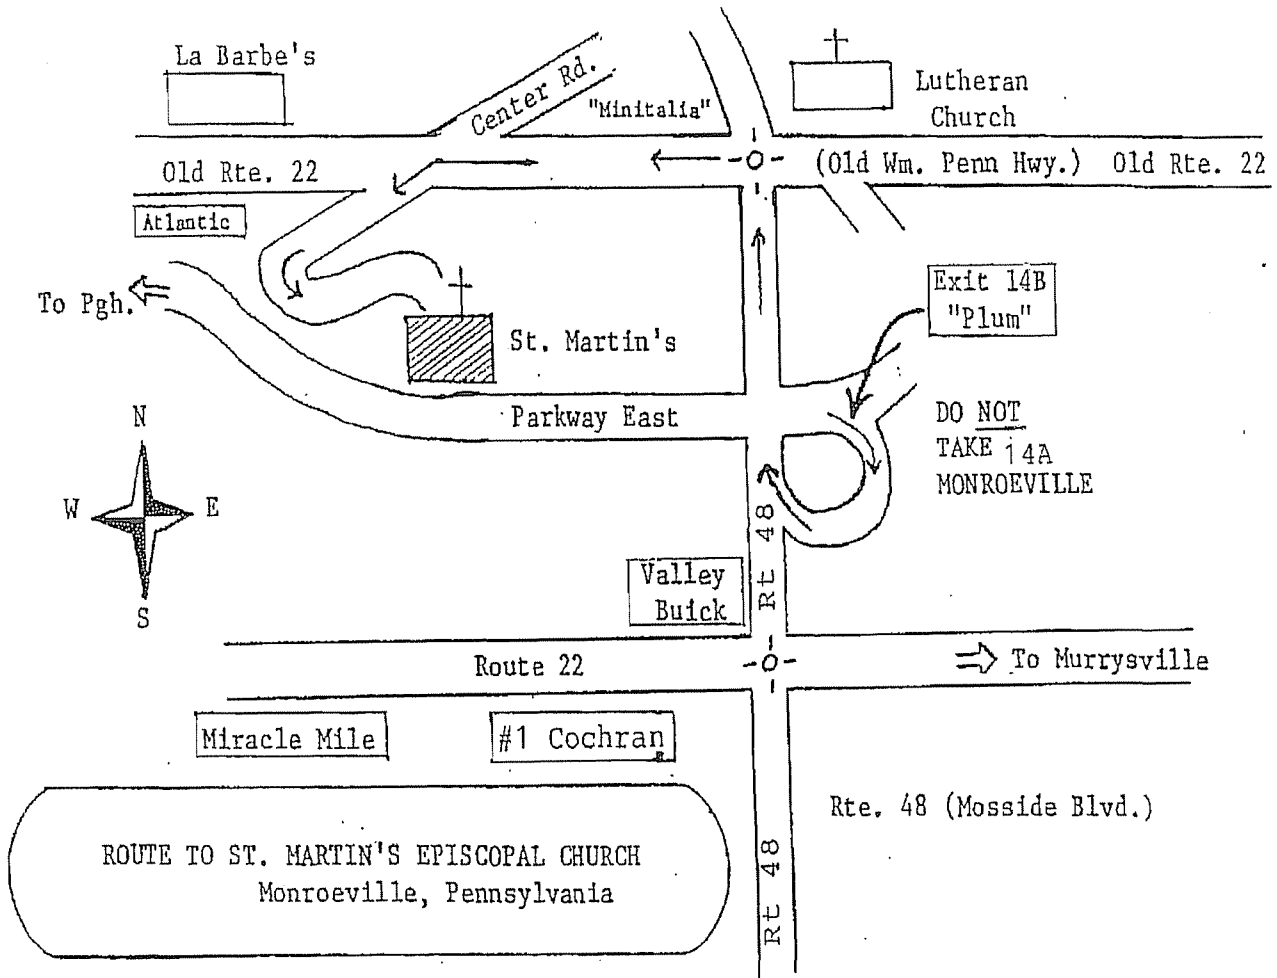 La Barbe's
Center Rd.
"Minitalia"
Lutheran
Church
Old Rte. 22
(Old Wm. Penn Hwy.) Old Rte. 22
Atlantic
To Pgh.
Exit 14B
"Plum"
St. Martin's
Parkway East
DO NOT
TAKE 14A
MONROEVILLE
N
W
E
S
Rt 48
Valley
Buick
Route 22
To Murrysville
Miracle Mile
#1 Cochran
Rte. 48 (Mosside Blvd.)
Rt 48
ROUTE TO ST. MARTIN'S EPISCOPAL CHURCH
Monroeville, Pennsylvania